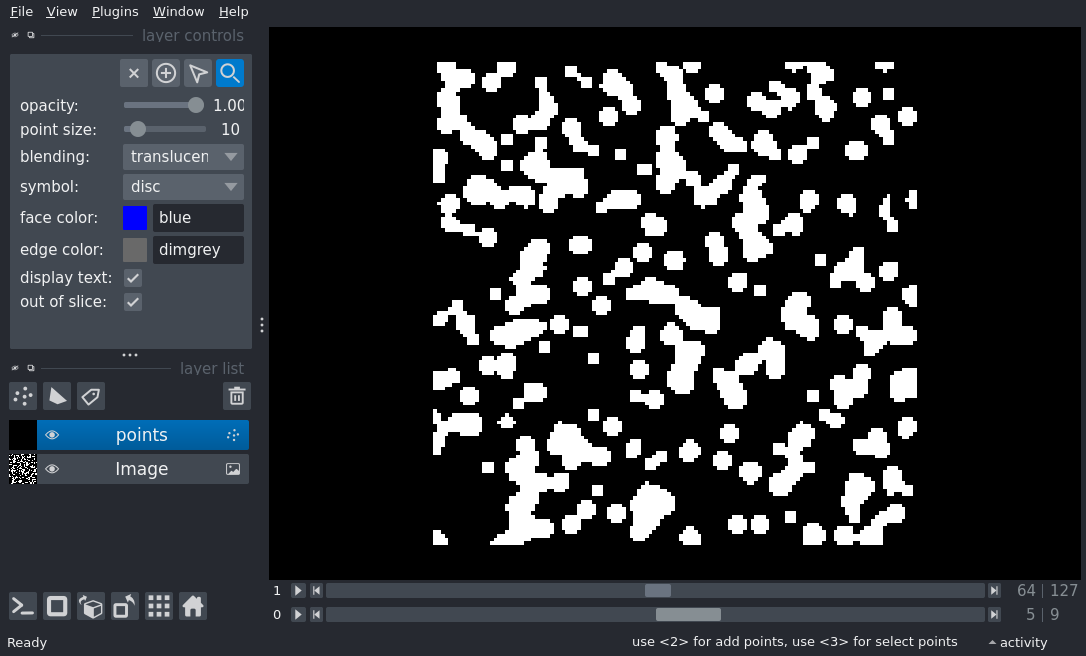 File View Plugins Window Help
layer controls
opacity: 1.00
point size: 10
blending: translucen
symbol: disc
face color: blue
edge color: dimgrey
display text:
out of slice:
layer list
points
Image
1 64 | 127
0 5 | 9
Ready use <2> for add points, use <3> for select points activity